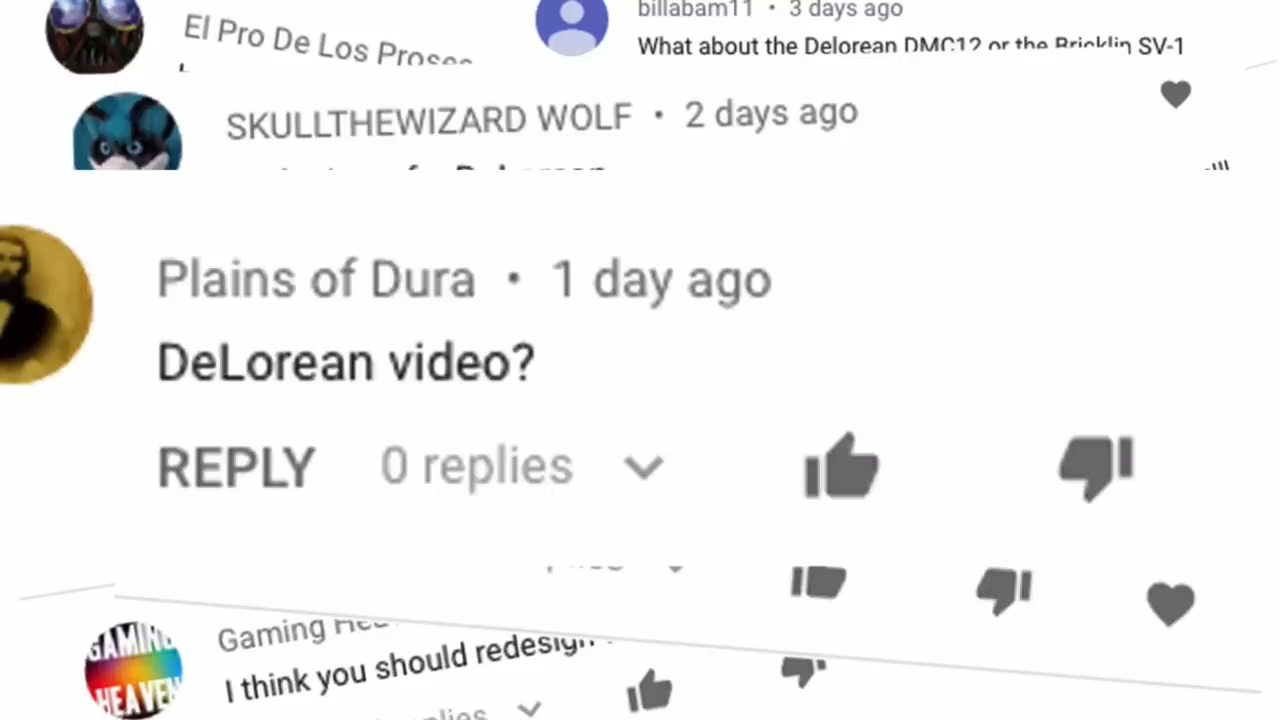 El Pro De Los Proses
billabam11 • 3 days ago
What about the Delorean DMC12 or the Bricklin SV-1
SKULLTHEWIZARD WOLF • 2 days ago
DeLorean
Plains of Dura • 1 day ago
DeLorean video?
REPLY 0 replies
GAMING HEAVEN
Gaming
I think you should redesign